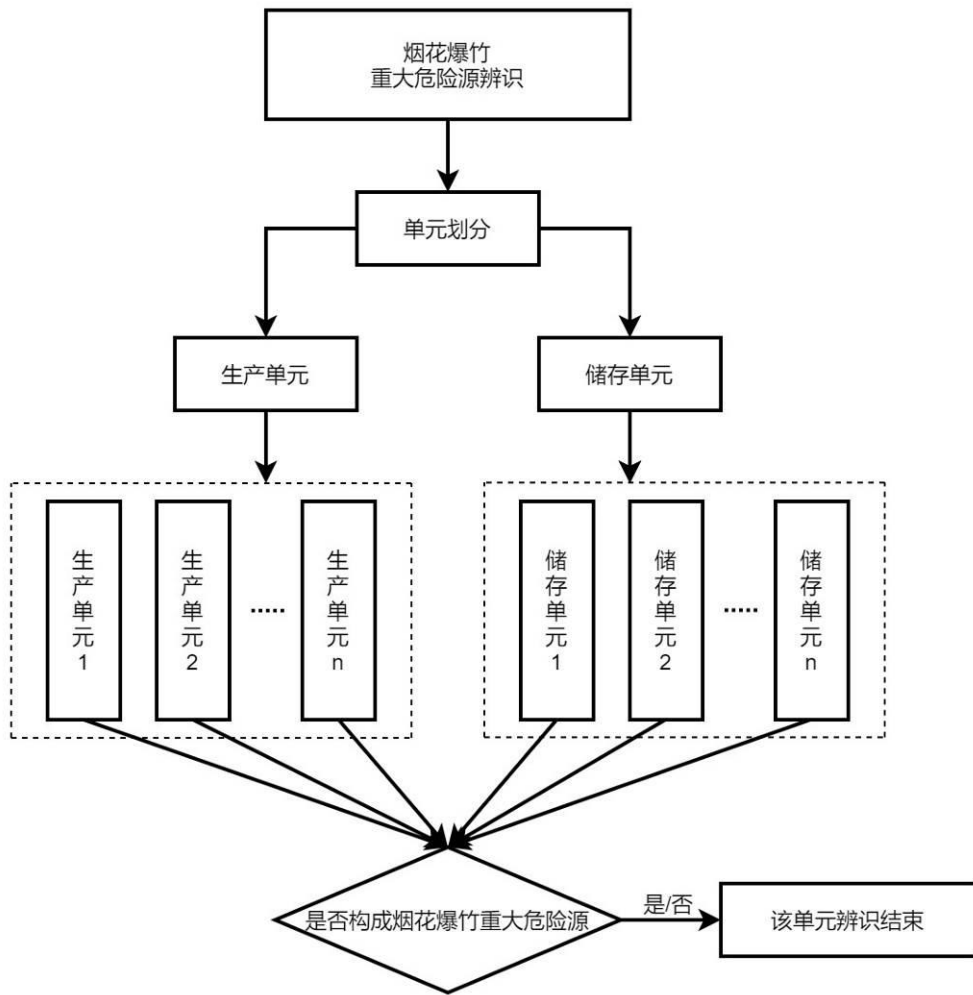 烟花爆竹
重大危险源辨识
单元划分
生产单元
储存单元
生产单元1
生产单元2
.....
生产单元n
储存单元1
储存单元2
.....
储存单元n
是否构成烟花爆竹重大危险源
是/否
该单元辨识结束